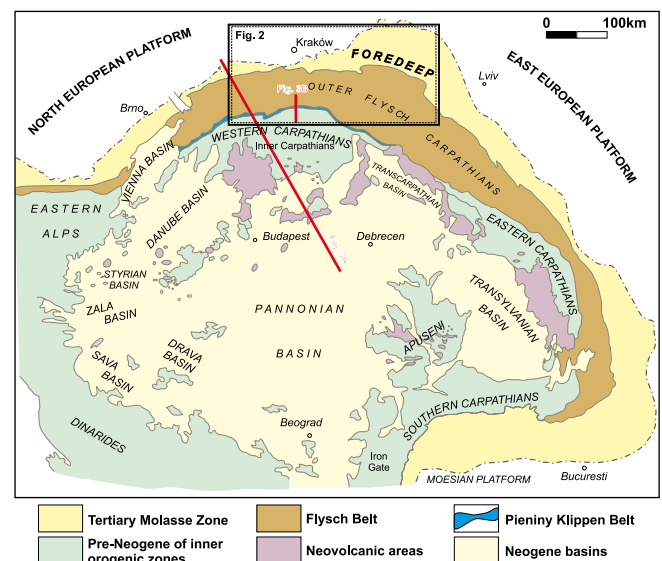 Fig. 2
Kraków
0 100km
NORTH EUROPEAN PLATFORM
FOREDEEP
EAST EUROPEAN PLATFORM
Lviv
Fig. 3B
OUTER FLYSCH
CARPATHIANS
Brno
WESTERN CARPATHIANS
Inner Carpathians
VIENNA BASIN
TRANSCARPATHIAN
BASIN
EASTERN
ALPS
DANUBE BASIN
EASTERN CARPATHIANS
Budapest
Debrecen
STYRIAN
BASIN
TRANSYLVANIAN
BASIN
ZALA
BASIN
PANNONIAN
BASIN
APUSENI
DRAVA
BASIN
SAVA
BASIN
SOUTHERN CARPATHIANS
Beograd
DINARIDES
Iron
Gate
MOESIAN PLATFORM
Bucuresti
Tertiary Molasse Zone
Flysch Belt
Pieniny Klippen Belt
Pre-Neogene of inner
orogenic zones
Neovolcanic areas
Neogene basins